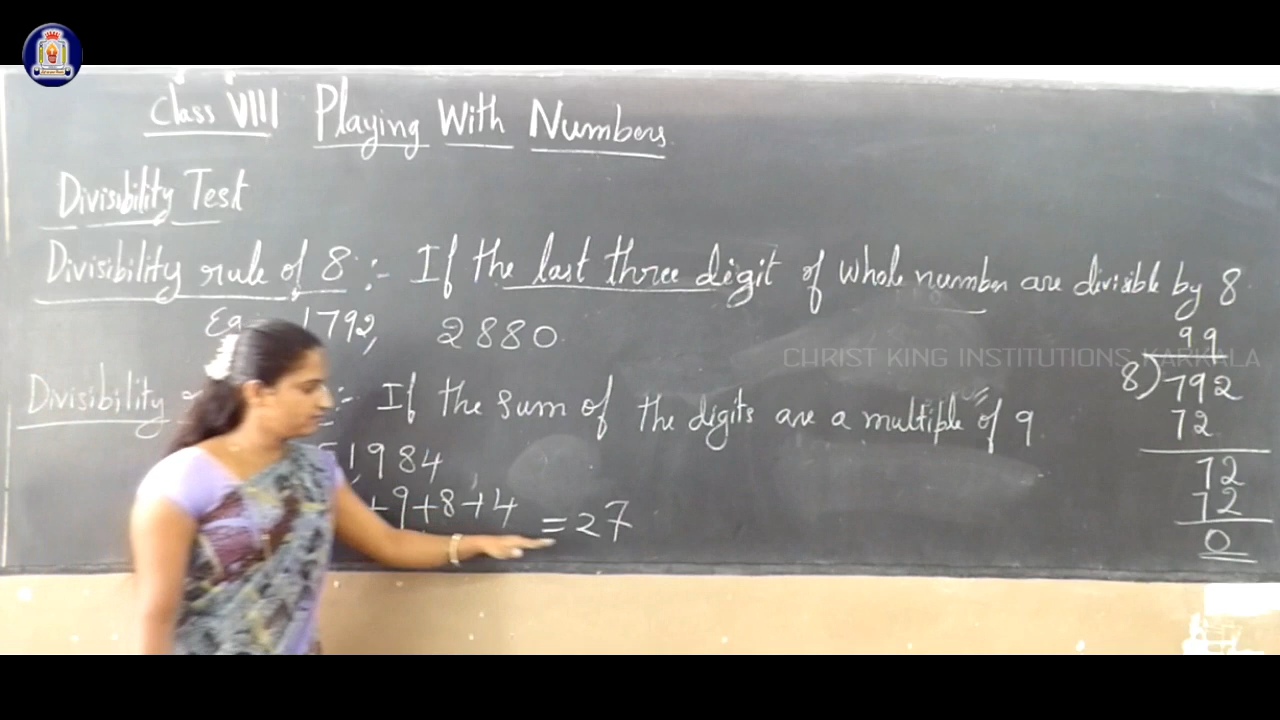 Class VIII Playing With Numbers
Divisibility Test
Divisibility rule of 8 :- If the last three digit of whole number are divisible by 8
1792, 2880
Divisibility :- If the sum of the digits are a multiple of 9
1984
+9+8+4 = 27
99
8)792
72
72
72
0
CHRIST KING INSTITUTIONS, KARKALA